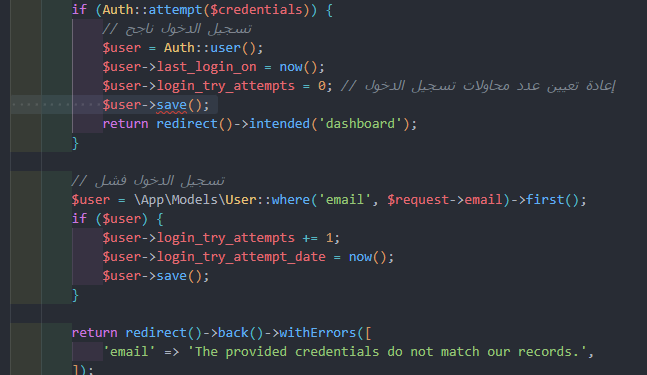 if (Auth::attempt($credentials)) {
// تسجيل الدخول ناجح
$user = Auth::user();
$user->last_login_on = now();
$user->login_try_attempts = 0; // إعادة تعيين عدد محاولات تسجيل الدخول
$user->save();
return redirect()->intended('dashboard');
}
// تسجيل الدخول فشل
$user = \App\Models\User::where('email', $request->email)->first();
if ($user) {
$user->login_try_attempts += 1;
$user->login_try_attempt_date = now();
$user->save();
}
return redirect()->back()->withErrors([
'email' => 'The provided credentials do not match our records.',
]);